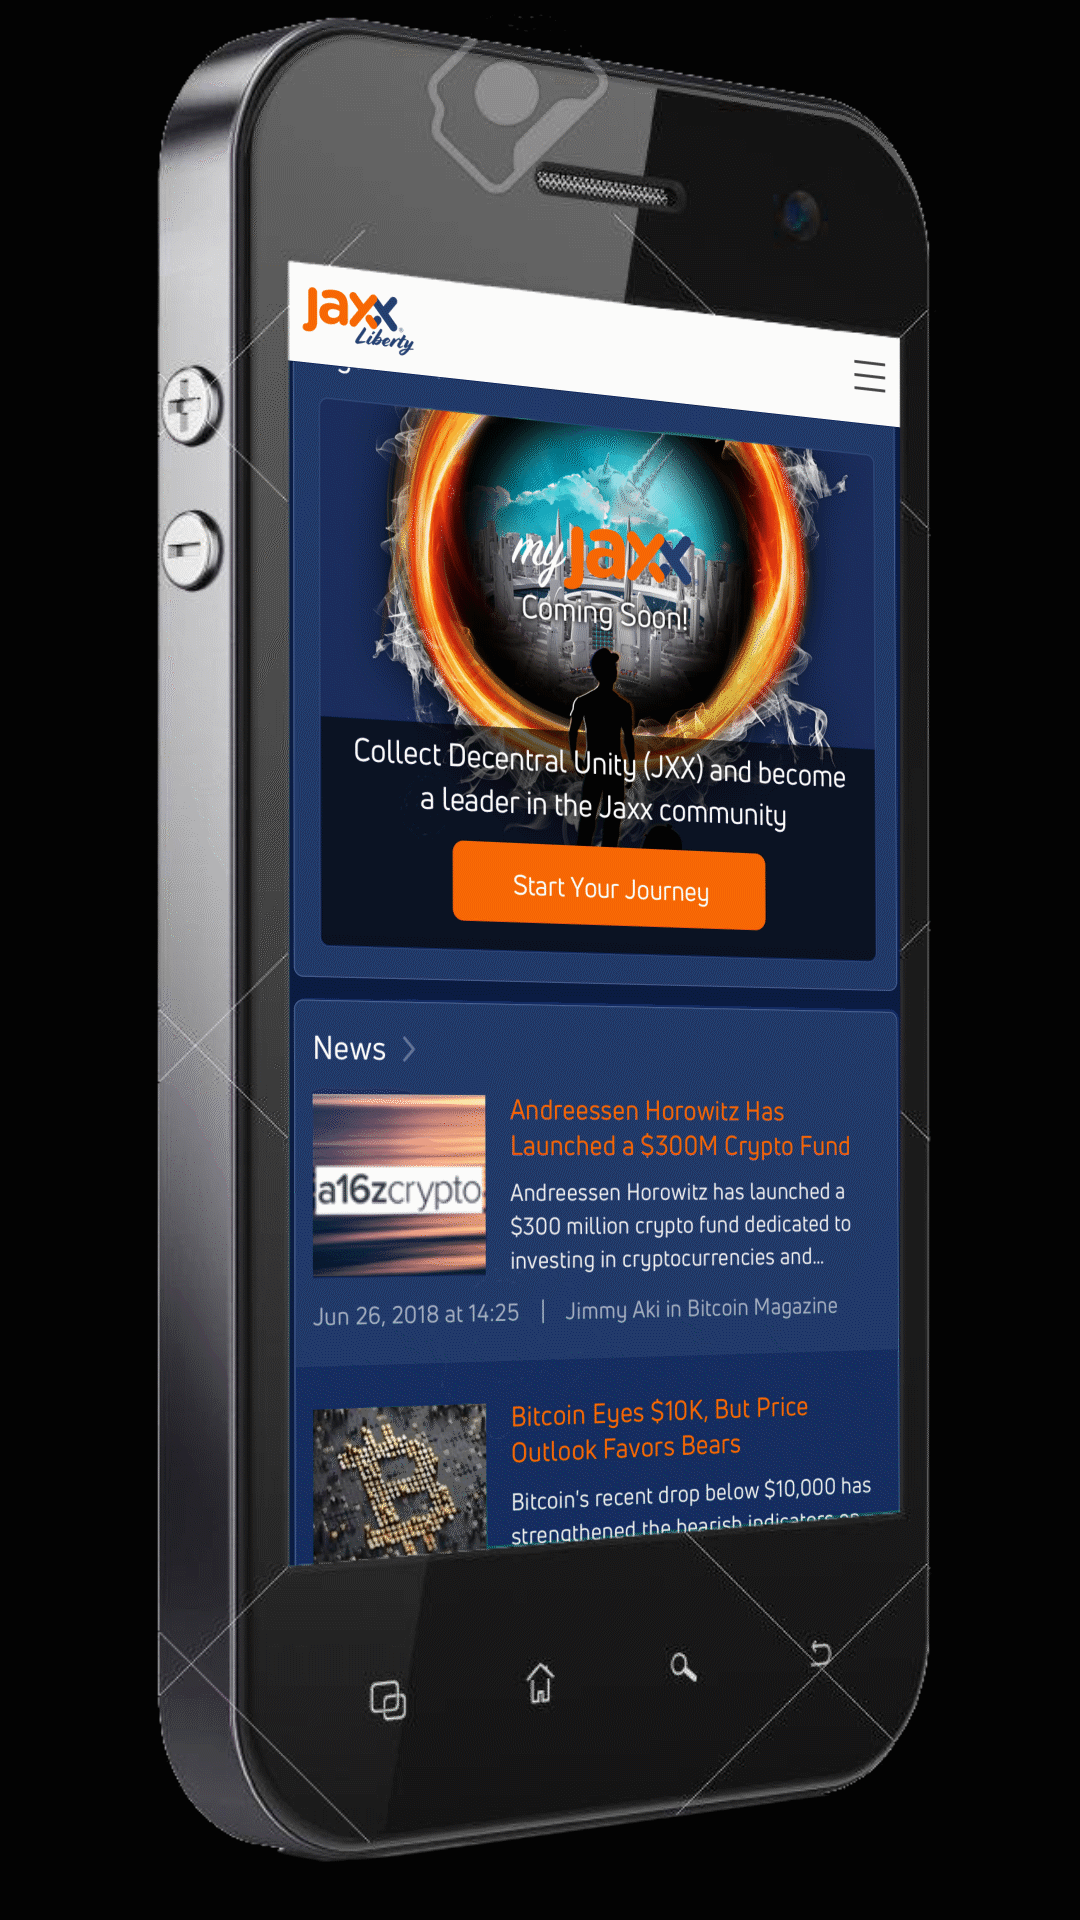 Jaxx
Liberty
my Jaxx
Coming Soon!
Collect Decentral Unity (JXX) and become
a leader in the Jaxx community
Start Your Journey
News
a16zcrypto
Andreessen Horowitz Has
Launched a $300M Crypto Fund
Andreessen Horowitz has launched a
$300 million crypto fund dedicated to
investing in cryptocurrencies and...
Jun 26, 2018 at 14:25 | Jimmy Aki in Bitcoin Magazine
Bitcoin Eyes $10K, But Price
Outlook Favors Bears
Bitcoin's recent drop below $10,000 has
strengthened the bearish indicators on